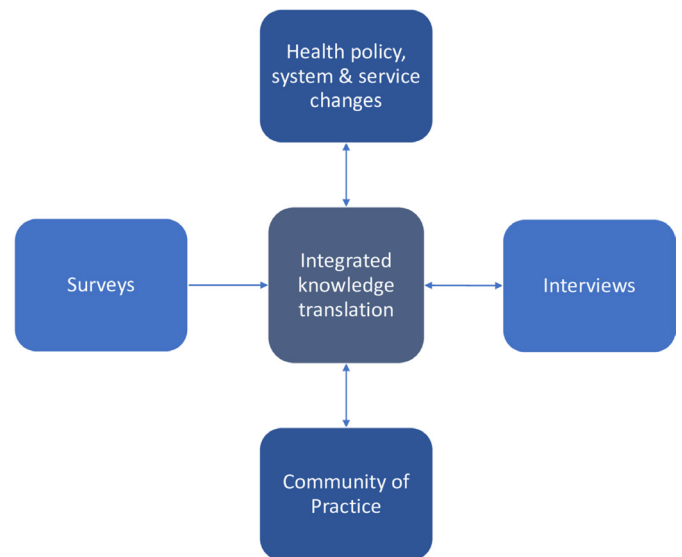 Health policy,
system & service
changes
Surveys
Integrated
knowledge
translation
Interviews
Community of
Practice